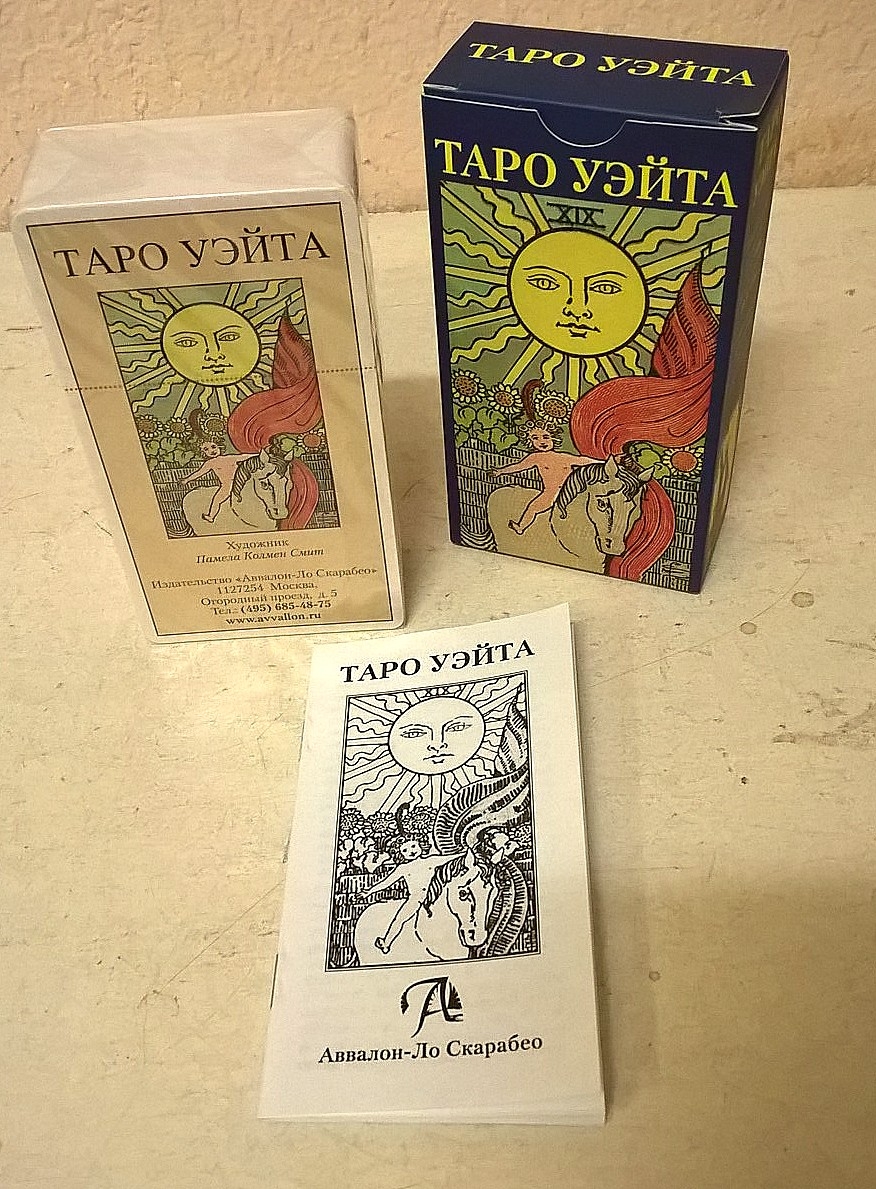 ТАРО УЭЙТА
ТАРО УЭЙТА
XIX
ТАРО УЭЙТА
Художник
Памела Колмен Смит
Издательство «Аввалон-Ло Скарабео»
1127254 Москва,
Огородный проезд, д. 5
Тел.: (495) 685-48-75
www.avvallon.ru
ТАРО УЭЙТА
XIX
А
Аввалон-Ло Скарабео